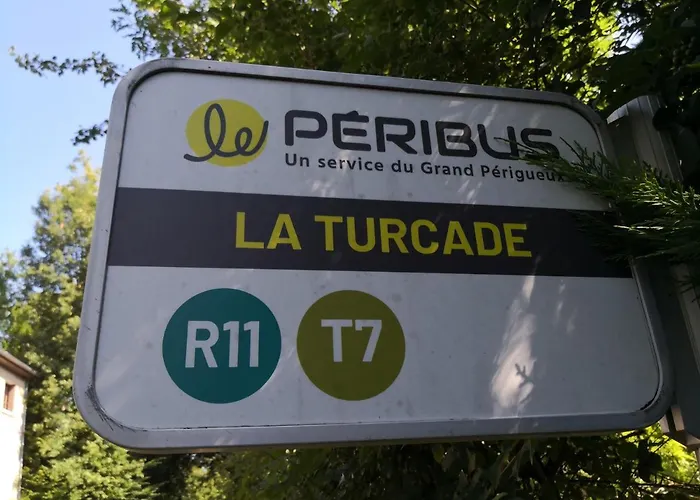 le PÉRIBUS
Un service du Grand Périgueux
LA TURCADE
R11 T7